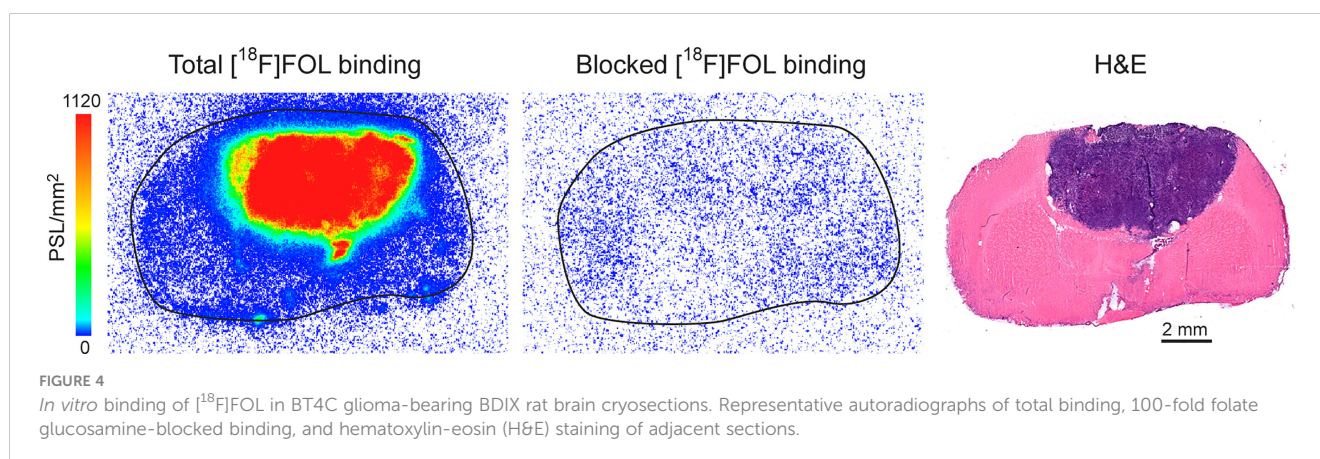 Total [¹⁸F]FOL binding
Blocked [¹⁸F]FOL binding
H&E
1120
PSL/mm²
0
2 mm
FIGURE 4
In vitro binding of [¹⁸F]FOL in BT4C glioma-bearing BDIX rat brain cryosections. Representative autoradiographs of total binding, 100-fold folate
glucosamine-blocked binding, and hematoxylin-eosin (H&E) staining of adjacent sections.